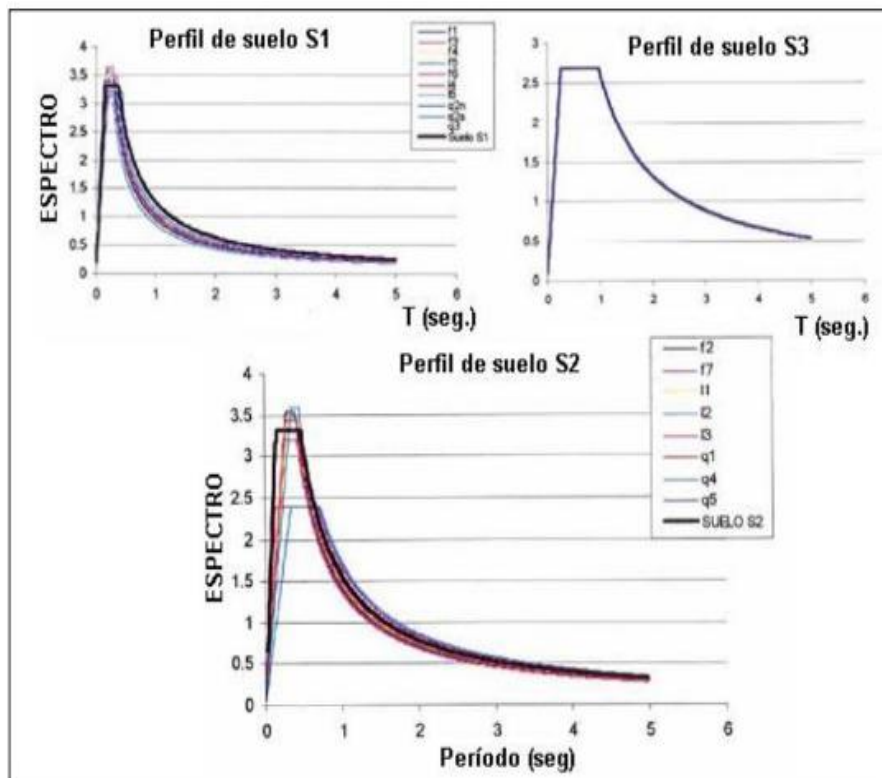 Perfil de suelo S1
ESPECTRO
4
3.5
3
2.5
2
1.5
1
0.5
0
0 1 2 3 4 5 6
T (seg.)
f1
Suelo S1
Perfil de suelo S3
3
2.5
2
1.5
1
0.5
0
0 1 2 3 4 5 6
T (seg.)
Perfil de suelo S2
ESPECTRO
4
3.5
3
2.5
2
1.5
1
0.5
0
0 1 2 3 4 5 6
Período (seg)
f2
f7
l1
l2
l3
q1
q4
q5
SUELO S2